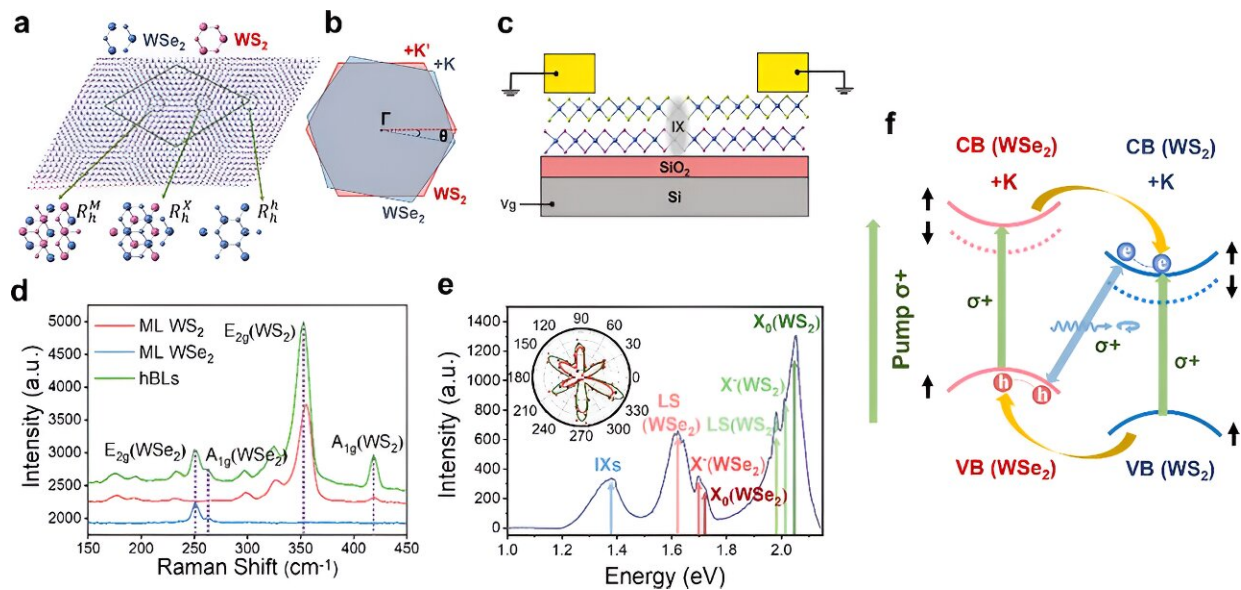 a
WSe₂ WS₂
R_h^M R_h^X R_h^h
b
+K'
+K
Γ
θ
WS₂
WSe₂
c
IX
SiO₂
Si
Vg
d
Intensity (a.u.)
5000
4500
4000
3500
3000
2500
2000
ML WS₂
ML WSe₂
hBLs
E₂g(WS₂)
E₂g(WSe₂)
A₁g(WSe₂)
A₁g(WS₂)
150 200 250 300 350 400 450
Raman Shift (cm⁻¹)
e
Intensity (a.u.)
1400
1200
1000
800
600
400
200
0
90
120 60
150 30
180 0
210 330
240 300
270
X₀(WS₂)
X⁻(WS₂)
LS(WS₂)
LS
(WSe₂)
X⁻(WSe₂)
X₀(WSe₂)
IXs
1.0 1.2 1.4 1.6 1.8 2.0
Energy (eV)
f
CB (WSe₂) CB (WS₂)
+K +K
Pump σ+
e e
σ+
σ+
σ+
h h
VB (WSe₂) VB (WS₂)